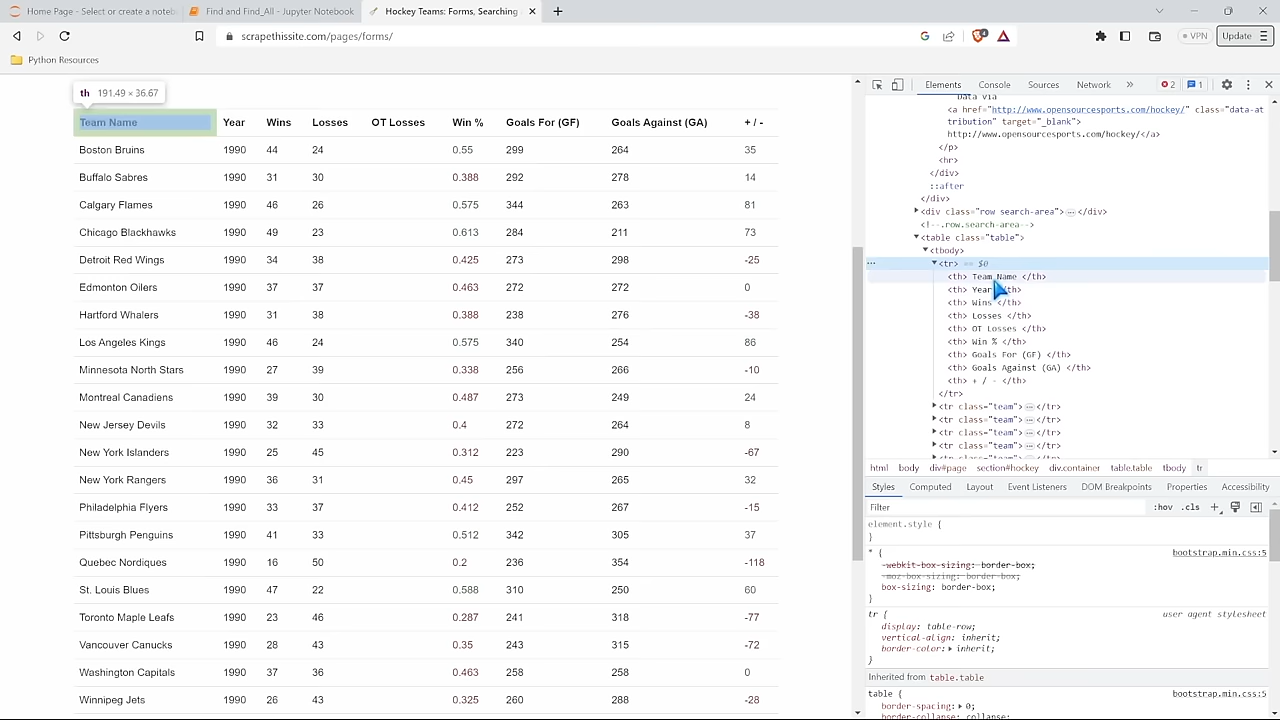 Home Page - Select or create a noteb
Find and Find_All - Jupyter Notebook
Hockey Teams: Forms, Searching
scrapethissite.com/pages/forms/
VPN
Update
Python Resources
th 191.49 × 36.67
Team Name Year Wins Losses OT Losses Win % Goals For (GF) Goals Against (GA) + / -
Boston Bruins 1990 44 24 0.55 299 264 35
Buffalo Sabres 1990 31 30 0.388 292 278 14
Calgary Flames 1990 46 26 0.575 344 263 81
Chicago Blackhawks 1990 49 23 0.613 284 211 73
Detroit Red Wings 1990 34 38 0.425 273 298 -25
Edmonton Oilers 1990 37 37 0.463 272 272 0
Hartford Whalers 1990 31 38 0.388 238 276 -38
Los Angeles Kings 1990 46 24 0.575 340 254 86
Minnesota North Stars 1990 27 39 0.338 256 266 -10
Montreal Canadiens 1990 39 30 0.487 273 249 24
New Jersey Devils 1990 32 33 0.4 272 264 8
New York Islanders 1990 25 45 0.312 223 290 -67
New York Rangers 1990 36 31 0.45 297 265 32
Philadelphia Flyers 1990 33 37 0.412 252 267 -15
Pittsburgh Penguins 1990 41 33 0.512 342 305 37
Quebec Nordiques 1990 16 50 0.2 236 354 -118
St. Louis Blues 1990 47 22 0.588 310 250 60
Toronto Maple Leafs 1990 23 46 0.287 241 318 -77
Vancouver Canucks 1990 28 43 0.35 243 315 -72
Washington Capitals 1990 37 36 0.463 258 258 0
Winnipeg Jets 1990 26 43 0.325 260 288 -28
Elements Console Sources Network » 2 1
Data via
<a href="http://www.opensourcesports.com/hockey/" class="data-at
tribution" target="_blank">
http://www.opensourcesports.com/hockey/</a>
</p>
<hr>
</div>
::after
</div>
<div class="row search-area">…</div>
<!--.row.search-area-->
<table class="table">
<tbody>
… <tr> == $0
<th> Team Name </th>
<th> Year </th>
<th> Wins </th>
<th> Losses </th>
<th> OT Losses </th>
<th> Win % </th>
<th> Goals For (GF) </th>
<th> Goals Against (GA) </th>
<th> + / - </th>
</tr>
<tr class="team">…</tr>
<tr class="team">…</tr>
<tr class="team">…</tr>
<tr class="team">…</tr>
<tr class="team">…</tr>
html body div#page section#hockey div.container table.table tbody tr
Styles Computed Layout Event Listeners DOM Breakpoints Properties Accessibility
Filter :hov .cls +
element.style {
}
* { bootstrap.min.css:5
-webkit-box-sizing: border-box;
-moz-box-sizing: border-box;
box-sizing: border-box;
}
tr { user agent stylesheet
display: table-row;
vertical-align: inherit;
border-color: inherit;
}
Inherited from table.table
table { bootstrap.min.css:5
border-spacing: 0;
border-collapse: collapse;